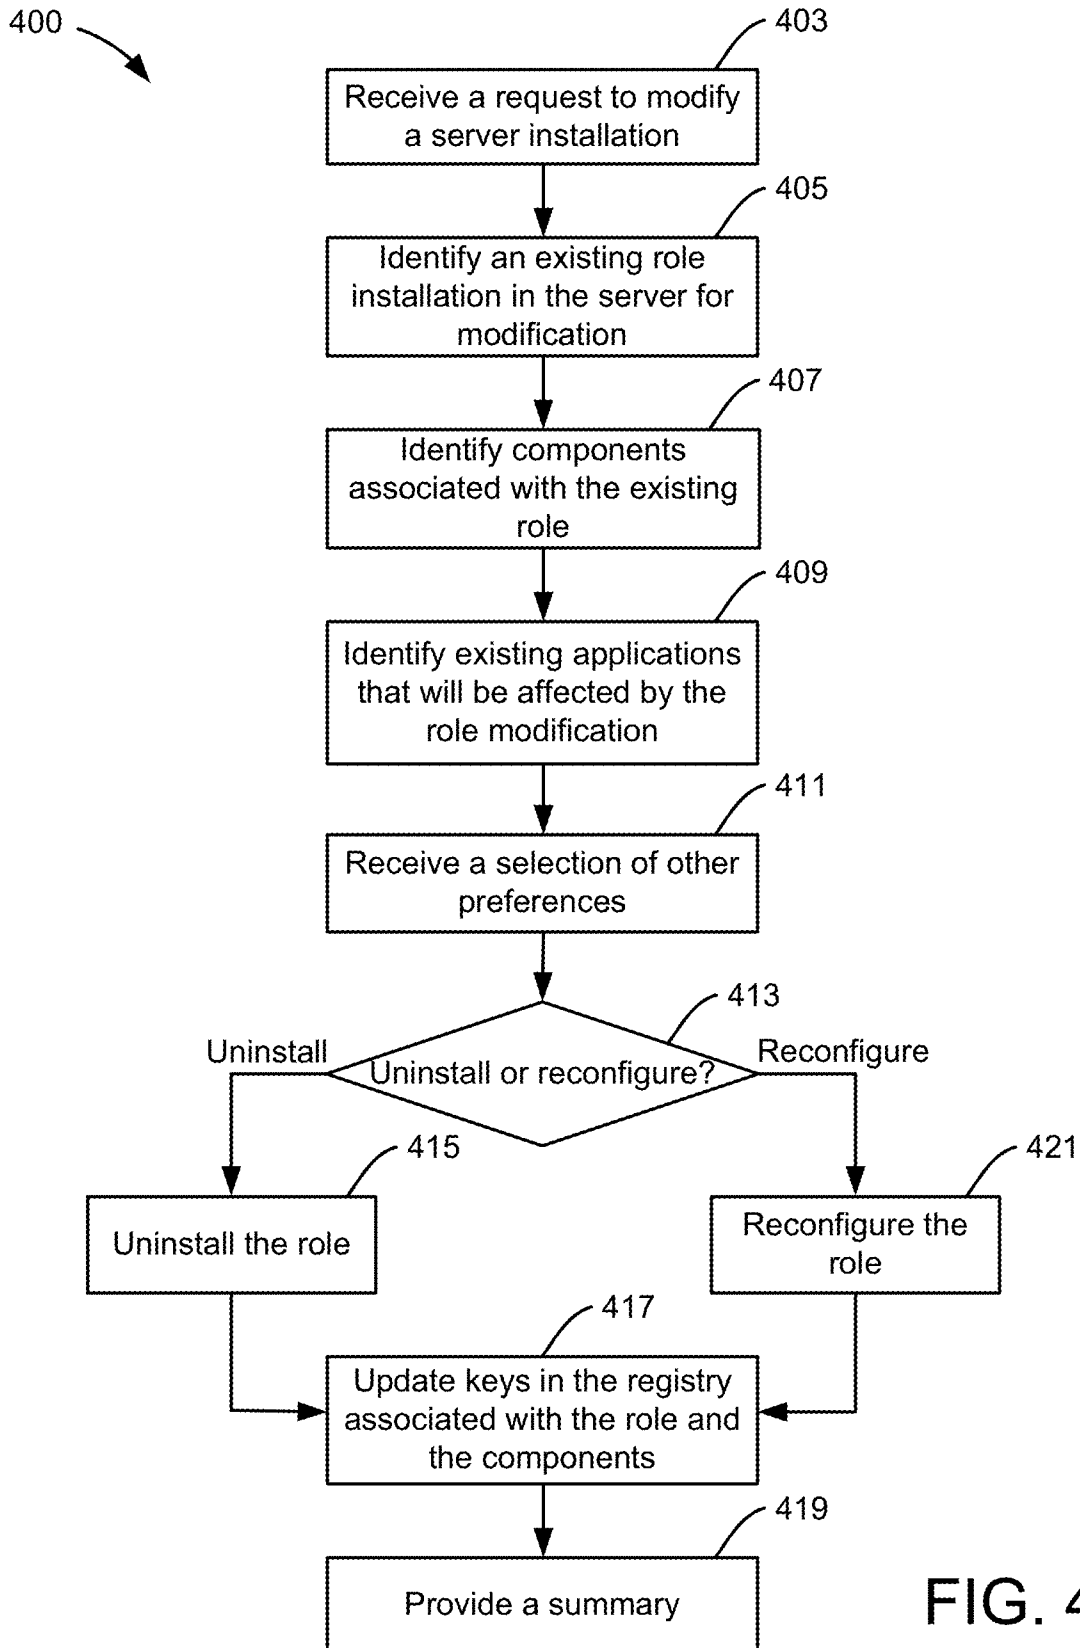 400
403
Receive a request to modify
a server installation
405
Identify an existing role
installation in the server for
modification
407
Identify components
associated with the existing
role
409
Identify existing applications
that will be affected by the
role modification
411
Receive a selection of other
preferences
413
Uninstall
Uninstall or reconfigure?
Reconfigure
415
Uninstall the role
421
Reconfigure the
role
417
Update keys in the registry
associated with the role and
the components
419
Provide a summary
FIG. 4